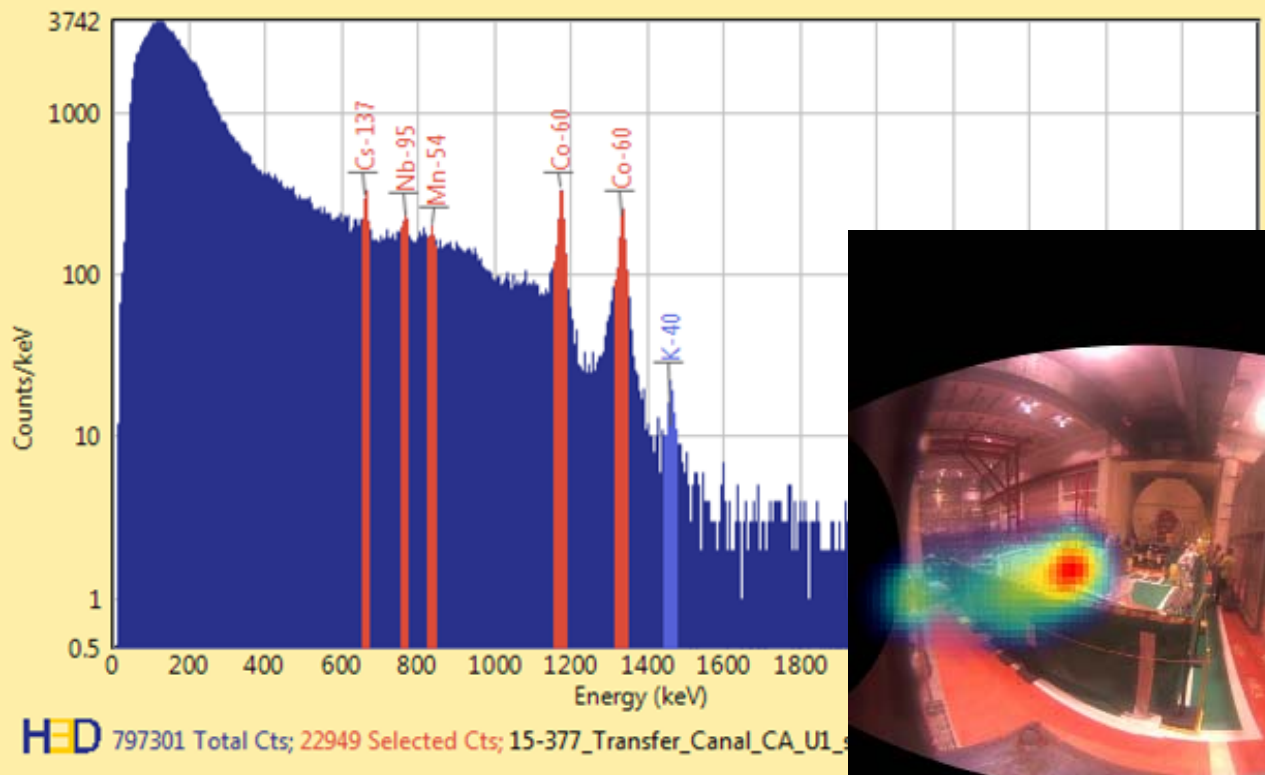 3742
1000
100
10
1
0.5
Counts/keV
Cs-137
Nb-95
Mn-54
Co-60
Co-60
K-40
0 200 400 600 800 1000 1200 1400 1600 1800
Energy (keV)
H3D 797301 Total Cts; 22949 Selected Cts; 15-377_Transfer_Canal_CA_U1_